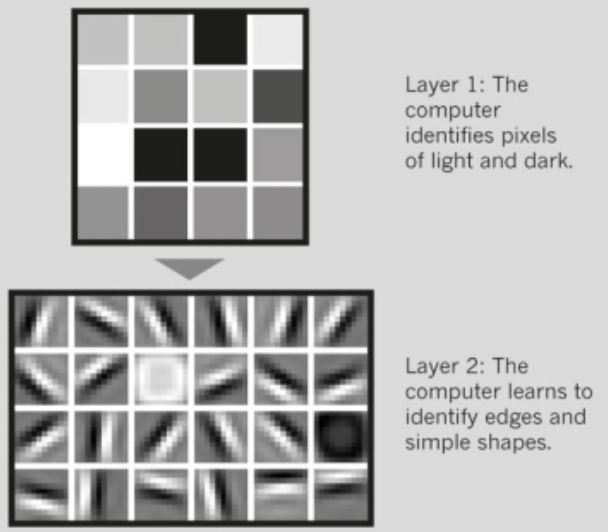 Layer 1: The
computer
identifies pixels
of light and dark.
Layer 2: The
computer learns to
identify edges and
simple shapes.